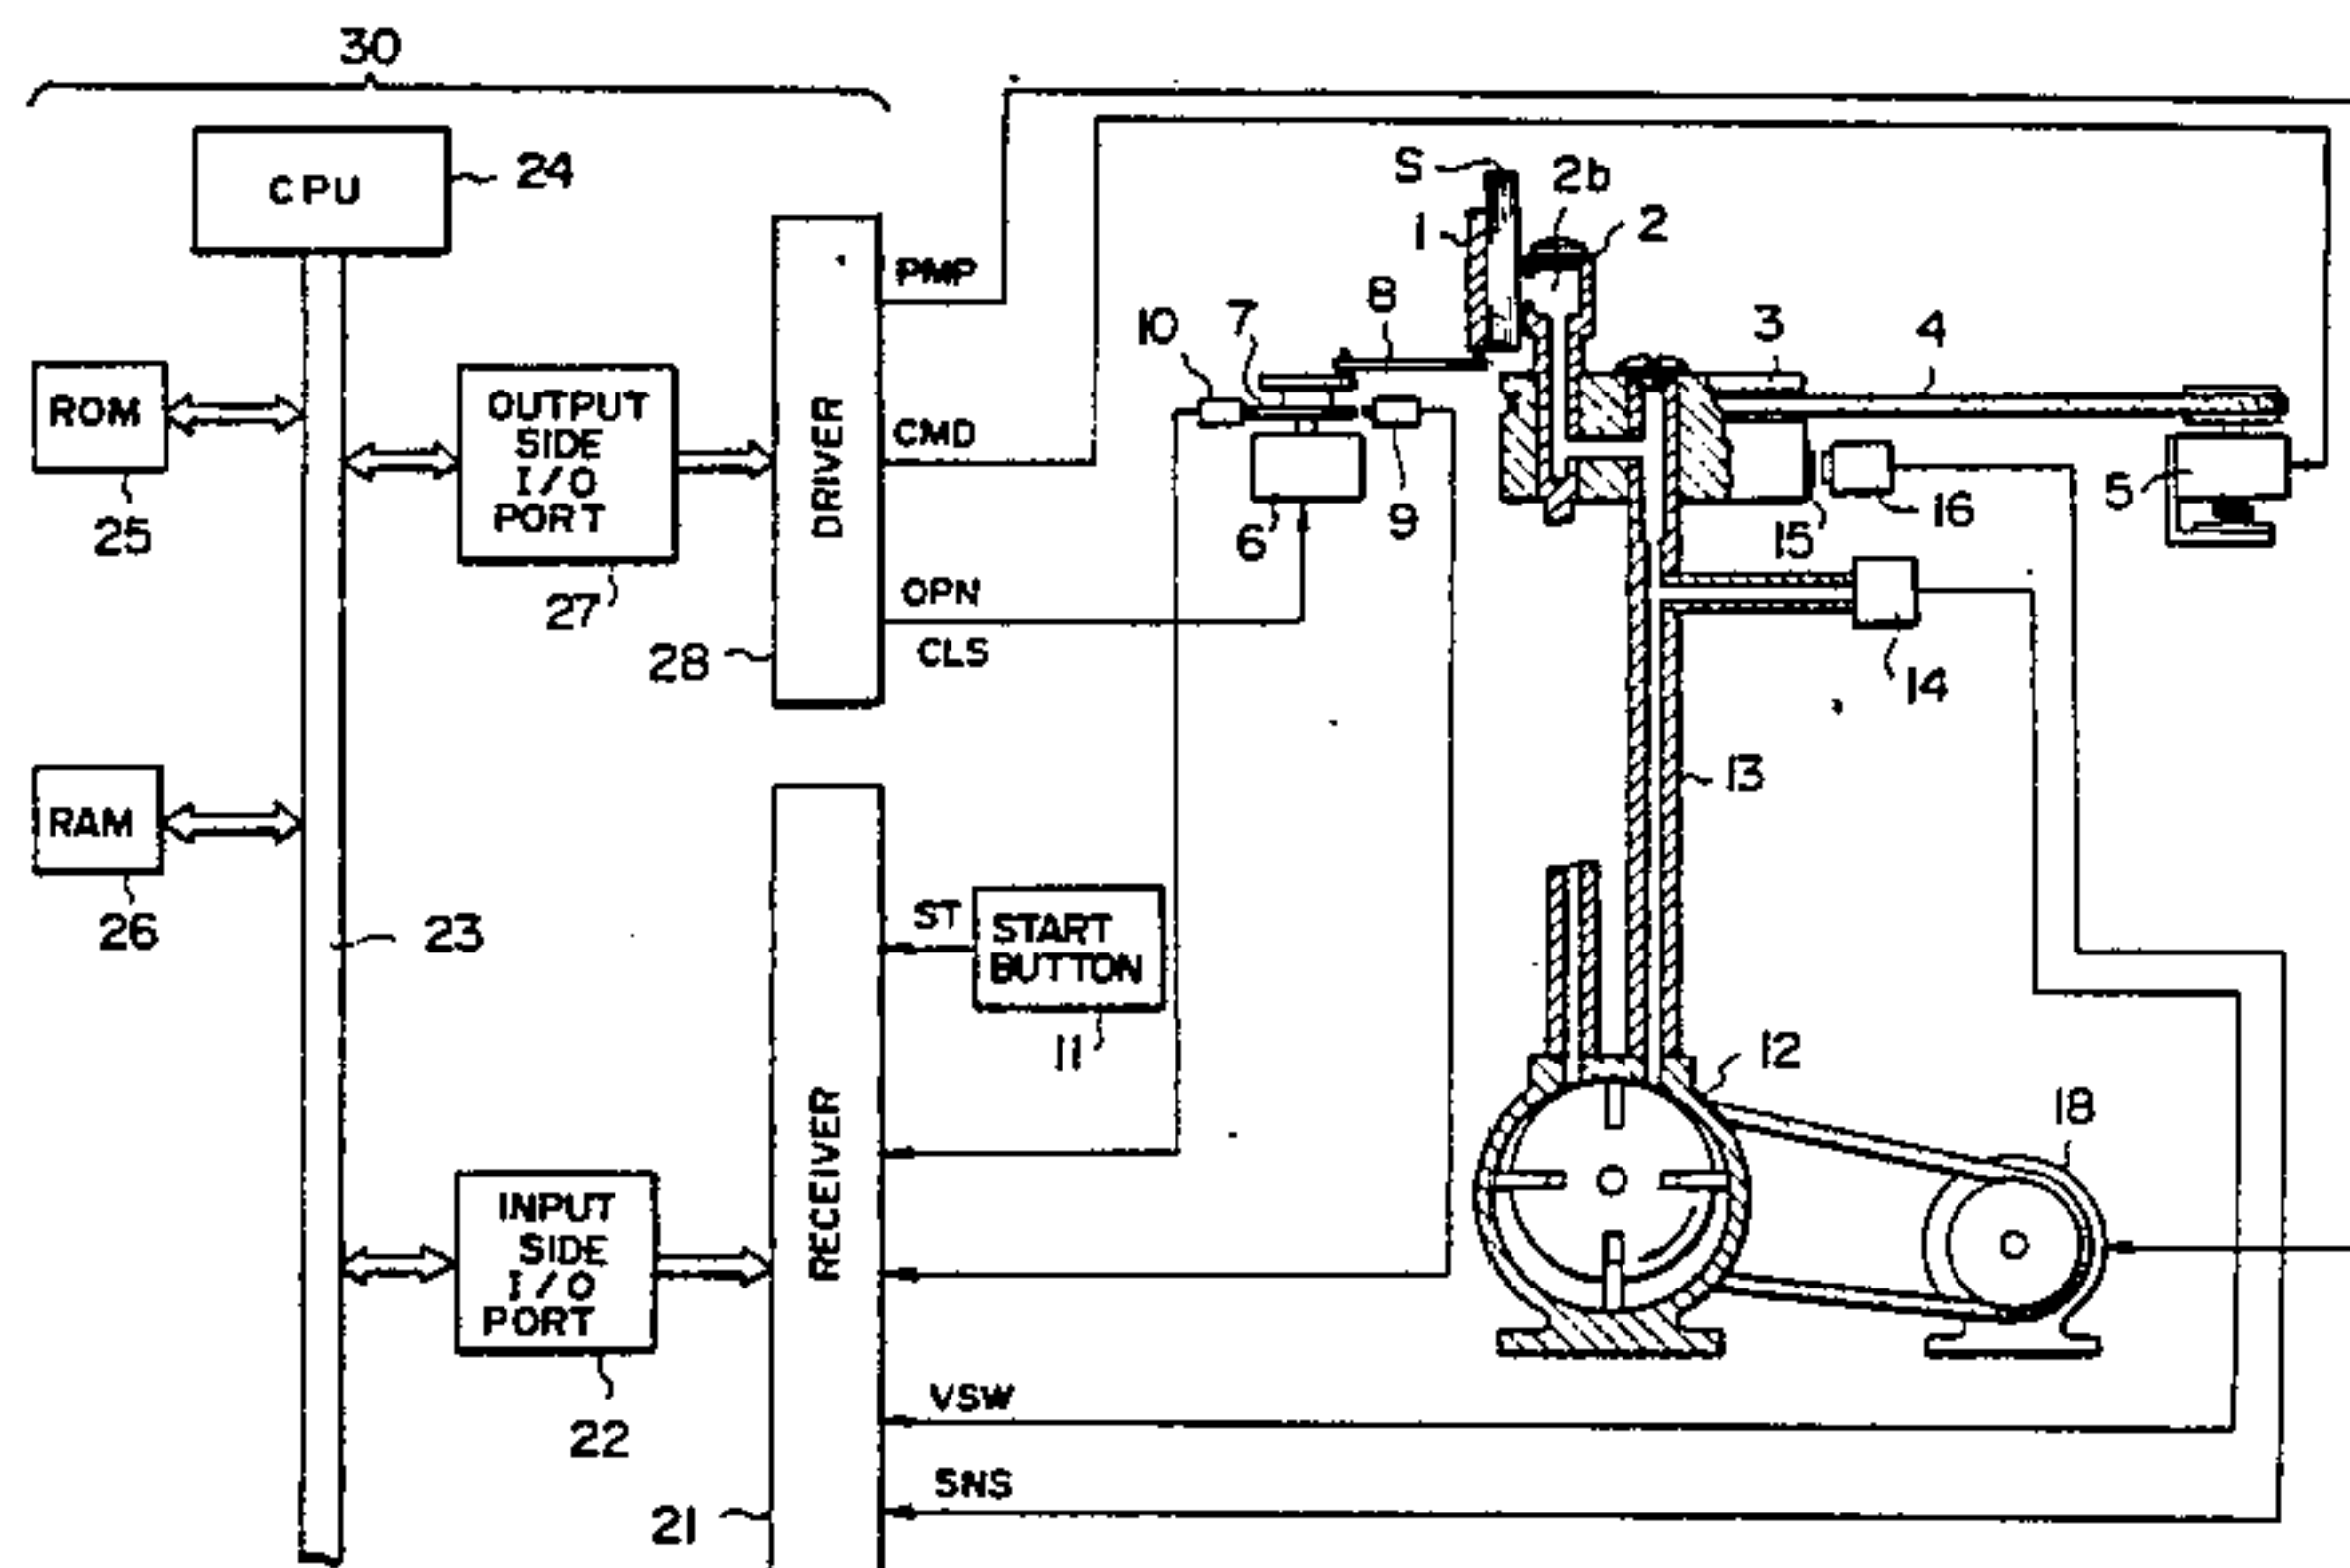 30
CPU
24
S
2b
1
2
PMP
10
7
8
3
4
ROM
25
OUTPUT
SIDE
I/O
PORT
27
DRIVER
28
CMD
6
9
15
16
5
OPN
CLS
14
13
RAM
26
23
ST
START
BUTTON
11
12
18
RECEIVER
INPUT
SIDE
I/O
PORT
22
VSW
SNS
21